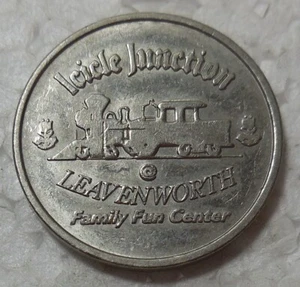 Icicle Junction
@
LEAVENWORTH
Family Fun Center